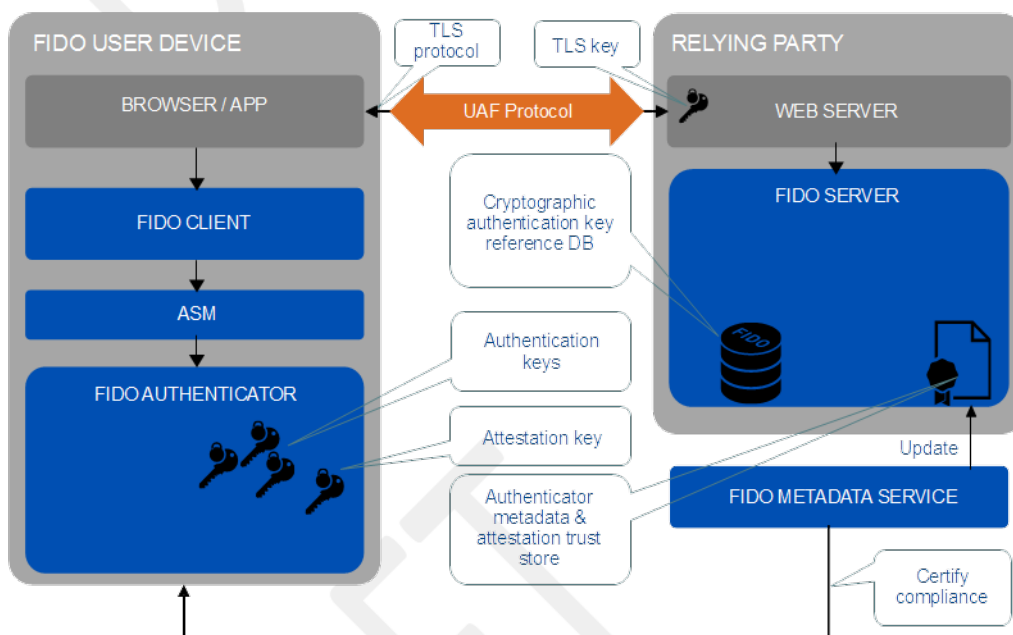 FIDO USER DEVICE
BROWSER / APP
FIDO CLIENT
ASM
FIDO AUTHENTICATOR
TLS
protocol
TLS key
UAF Protocol
Cryptographic
authentication key
reference DB
Authentication
keys
Attestation key
Authenticator
metadata &
attestation trust
store
RELYING PARTY
WEB SERVER
FIDO SERVER
FIDO
Update
FIDO METADATA SERVICE
Certify
compliance